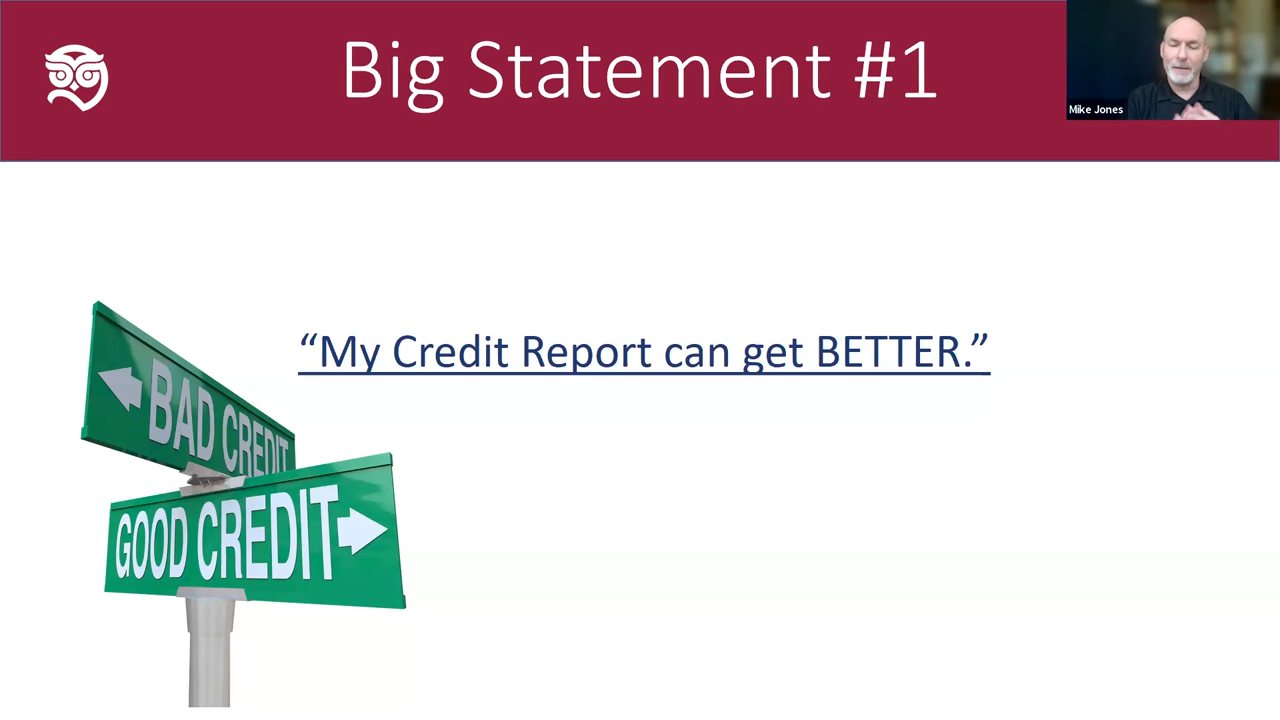 Big Statement #1
Mike Jones
“My Credit Report can get BETTER.”
BAD CREDIT
GOOD CREDIT